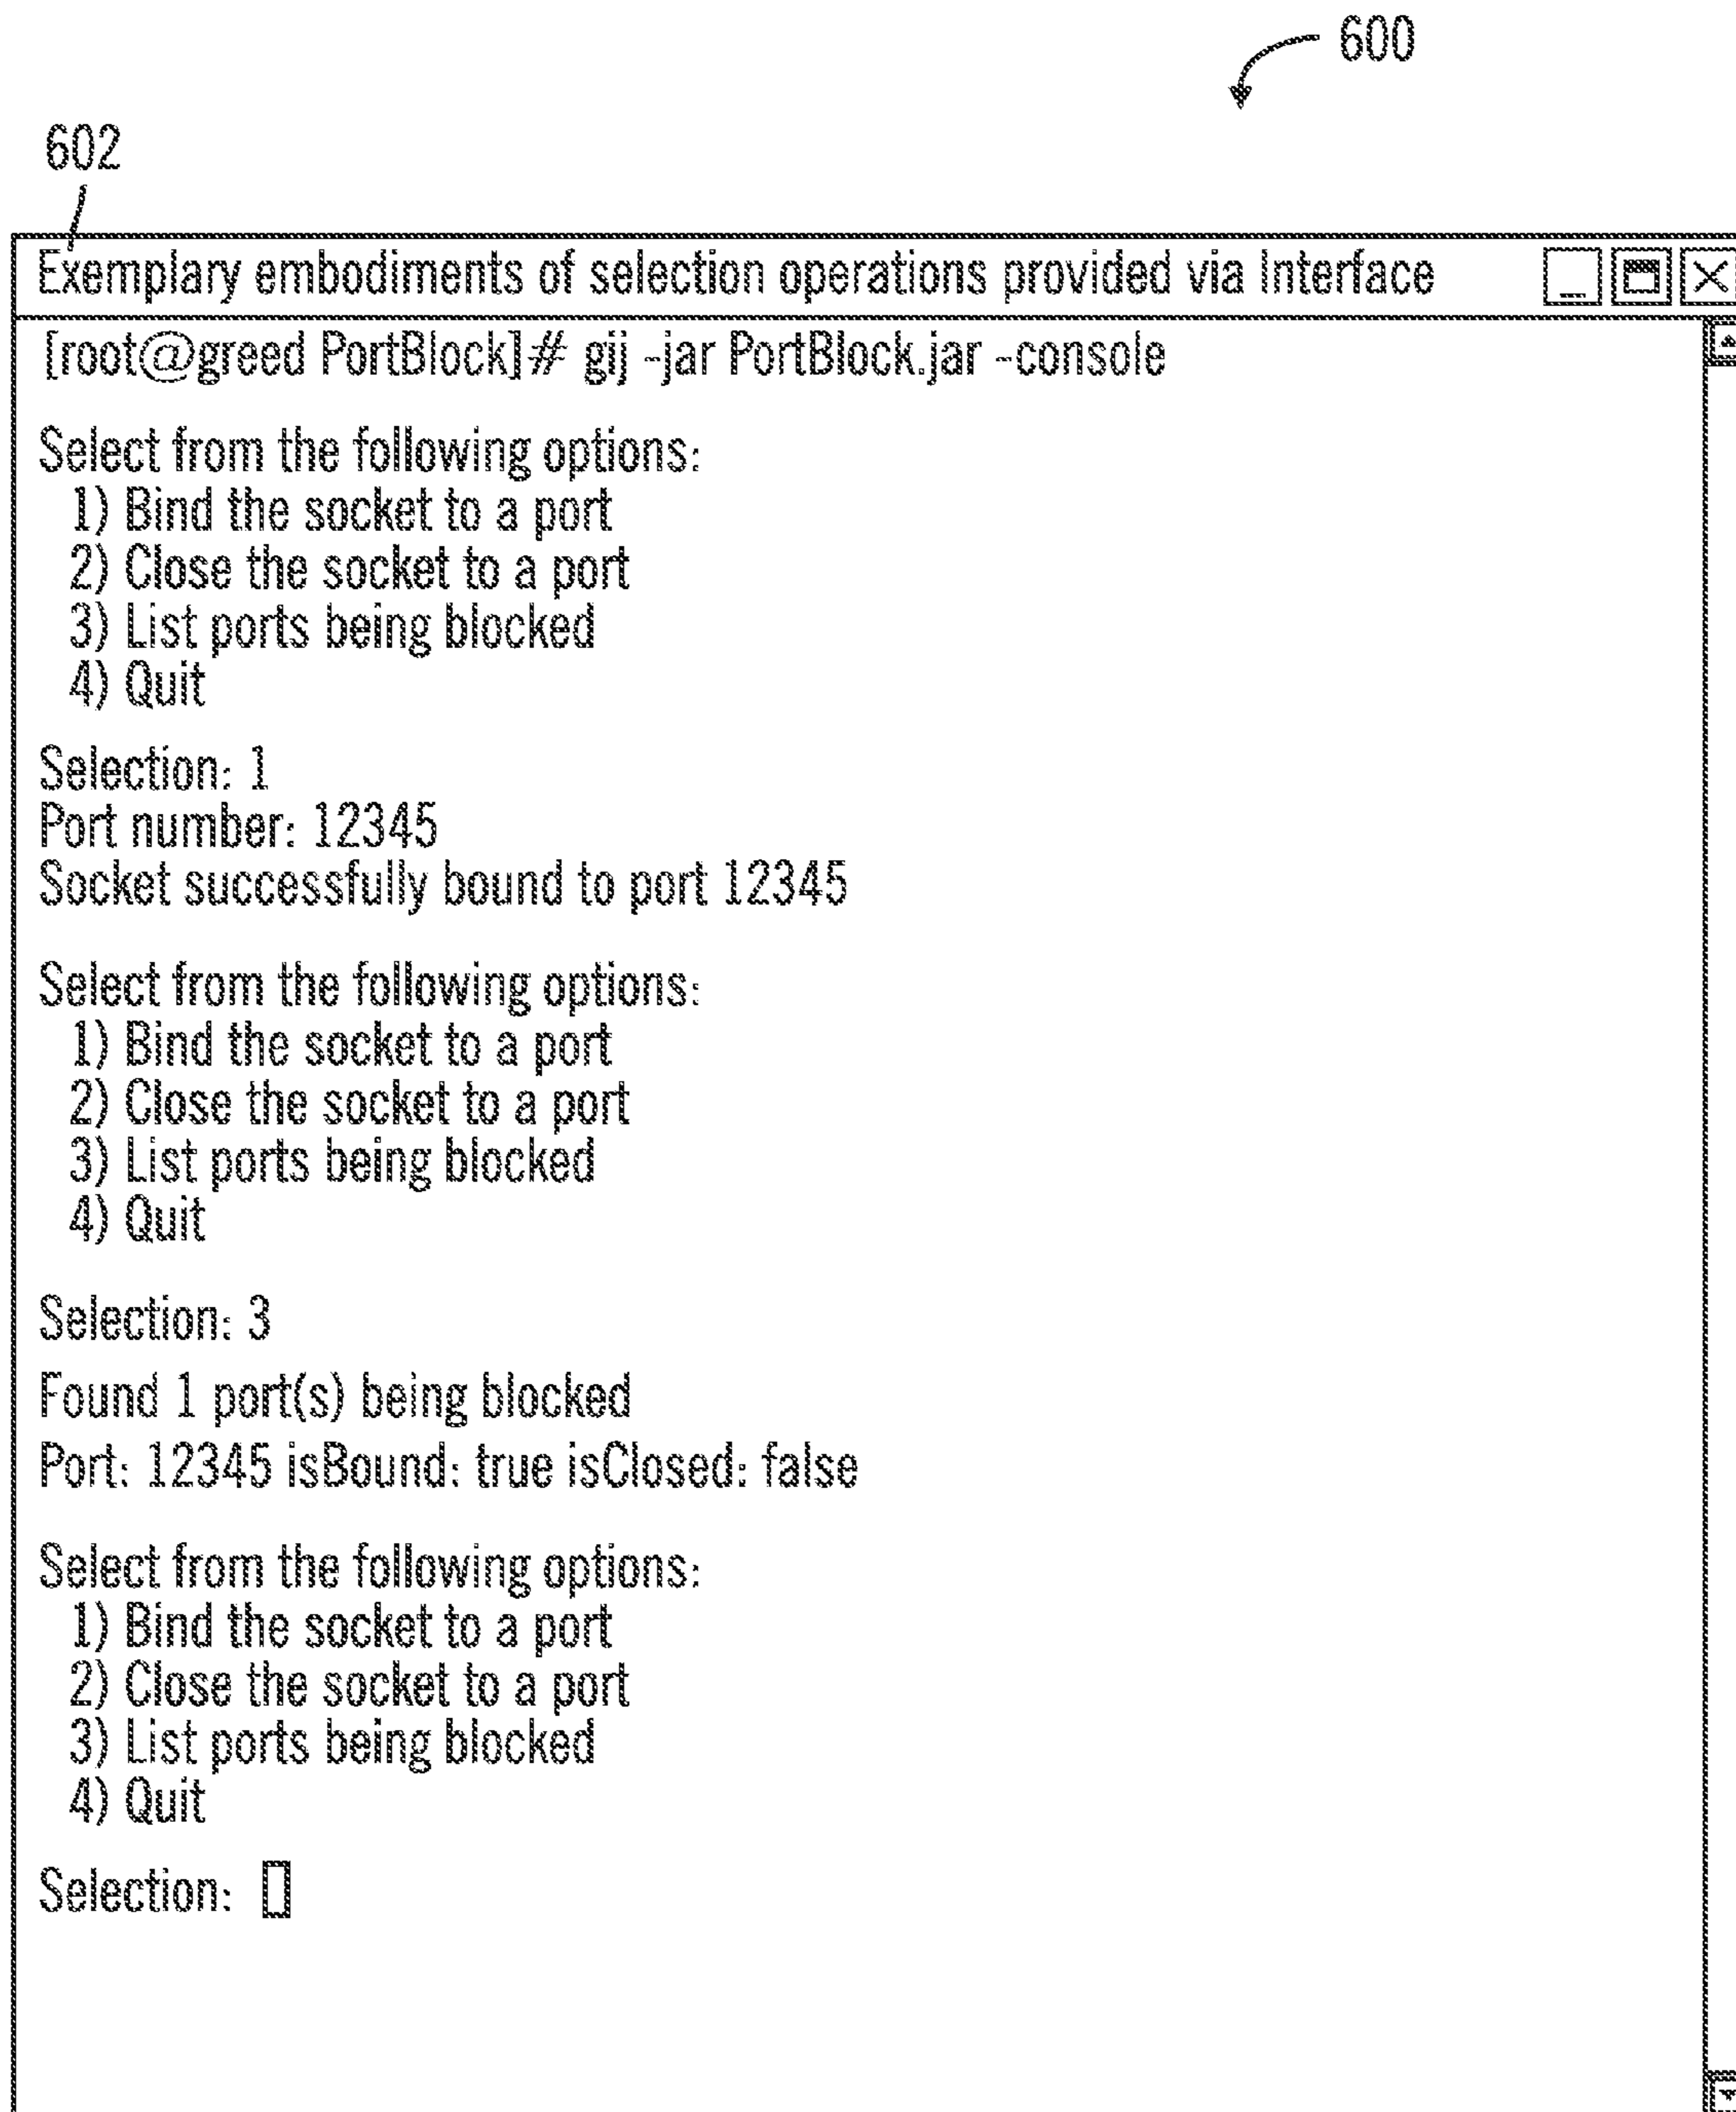 600
602
Exemplary embodiments of selection operations provided via Interface
[root@greed PortBlock]# gij -jar PortBlock.jar -console
Select from the following options:
1) Bind the socket to a port
2) Close the socket to a port
3) List ports being blocked
4) Quit
Selection: 1
Port number: 12345
Socket successfully bound to port 12345
Select from the following options:
1) Bind the socket to a port
2) Close the socket to a port
3) List ports being blocked
4) Quit
Selection: 3
Found 1 port(s) being blocked
Port: 12345 isBound: true isClosed: false
Select from the following options:
1) Bind the socket to a port
2) Close the socket to a port
3) List ports being blocked
4) Quit
Selection: